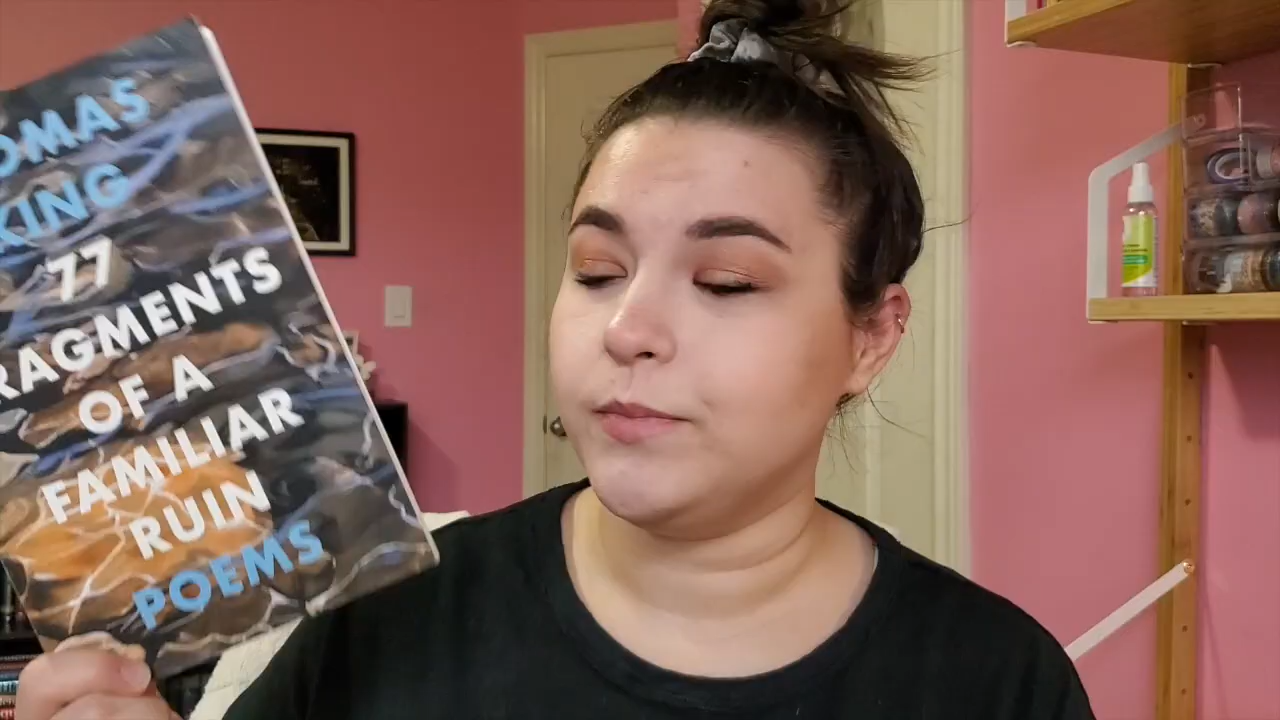 OMAS
KING
77
RAGMENTS
OF A
FAMILIAR
RUIN
POEMS